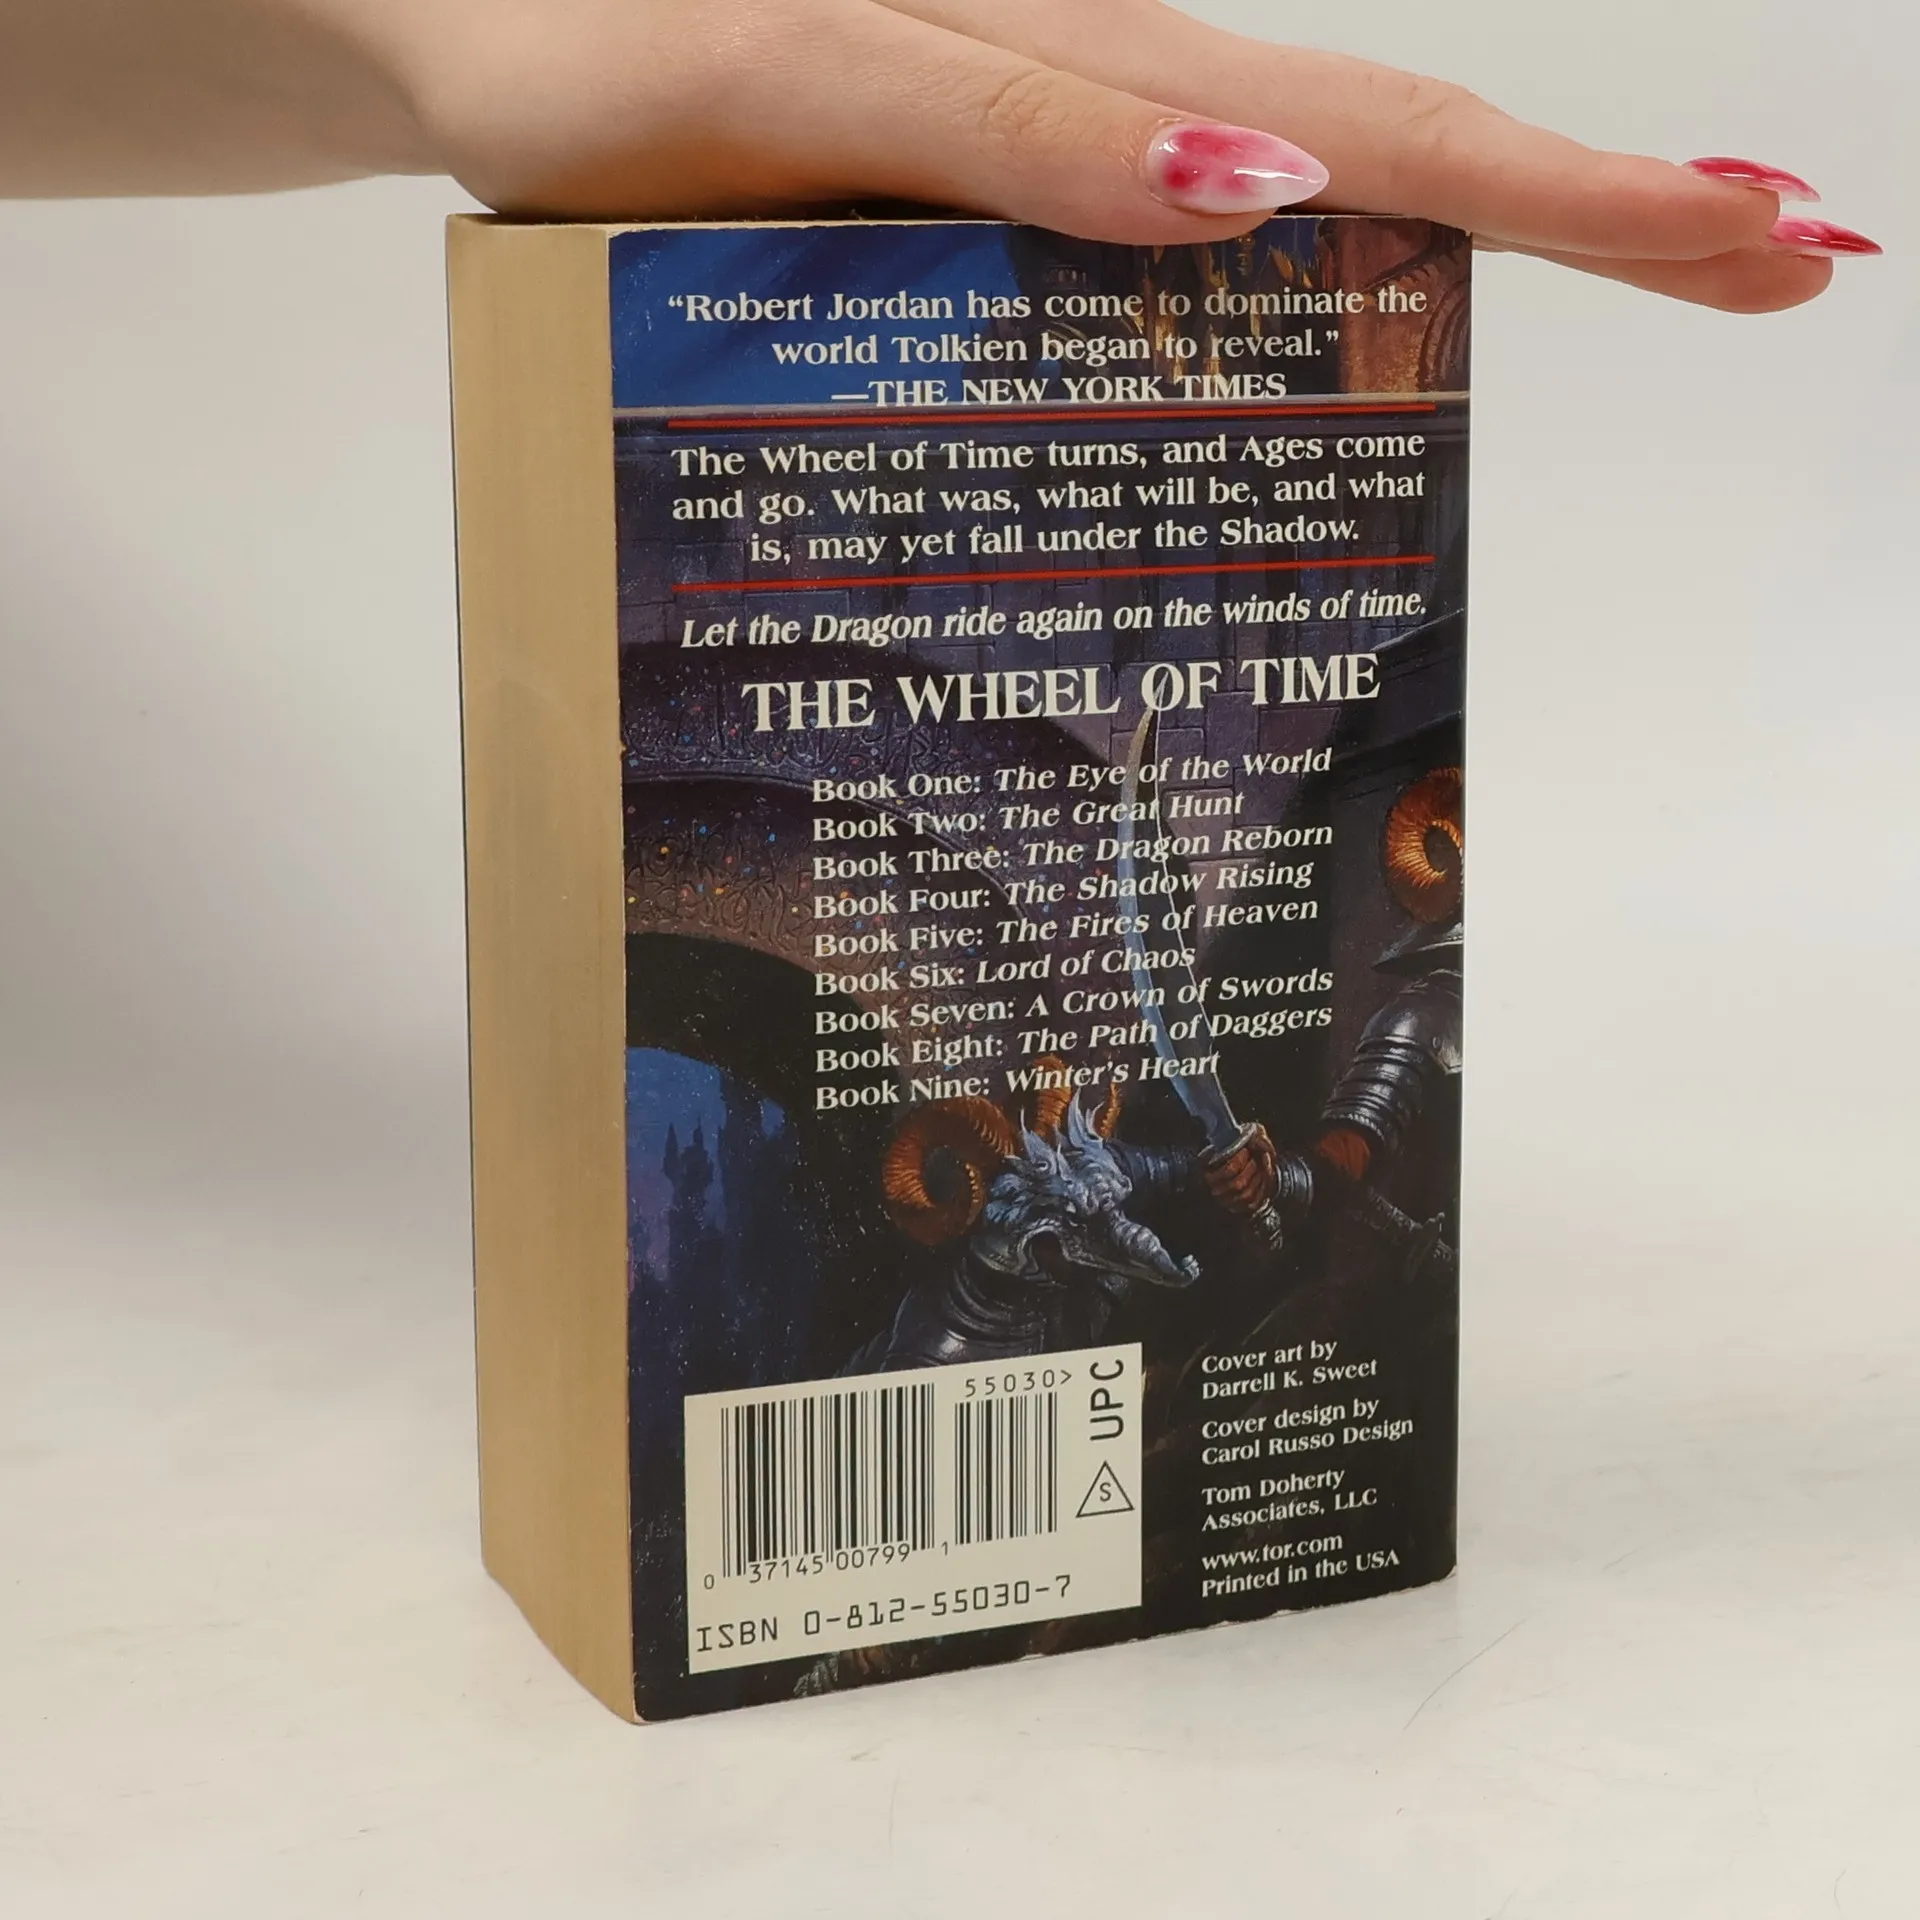 “Robert Jordan has come to dominate the
world Tolkien began to reveal.”
—THE NEW YORK TIMES
The Wheel of Time turns, and Ages come
and go. What was, what will be, and what
is, may yet fall under the Shadow.
Let the Dragon ride again on the winds of time.
THE WHEEL OF TIME
Book One: The Eye of the World
Book Two: The Great Hunt
Book Three: The Dragon Reborn
Book Four: The Shadow Rising
Book Five: The Fires of Heaven
Book Six: Lord of Chaos
Book Seven: A Crown of Swords
Book Eight: The Path of Daggers
Book Nine: Winter's Heart
55030>
UPC
S
0 37145 00799 1
ISBN 0-812-55030-7
Cover art by
Darrell K. Sweet
Cover design by
Carol Russo Design
Tom Doherty
Associates, LLC
www.tor.com
Printed in the USA